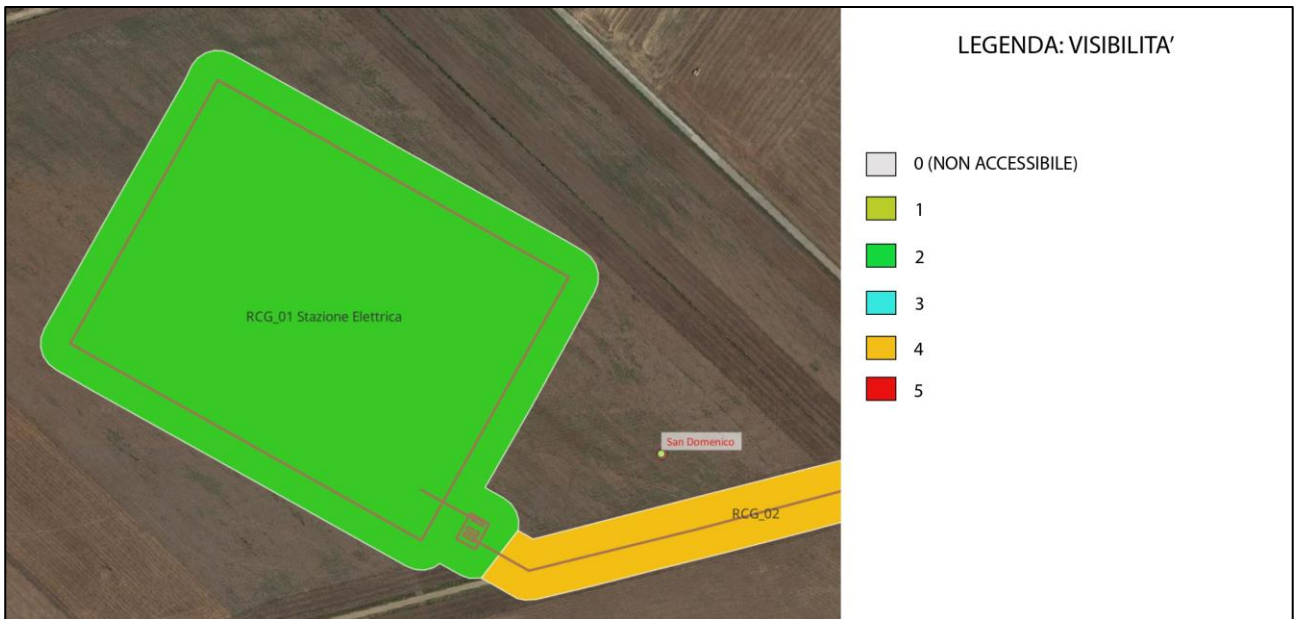 LEGENDA: VISIBILITA'
RCG_01 Stazione Elettrica
San Domenico
RCG_02
0 (NON ACCESSIBILE)
1
2
3
4
5